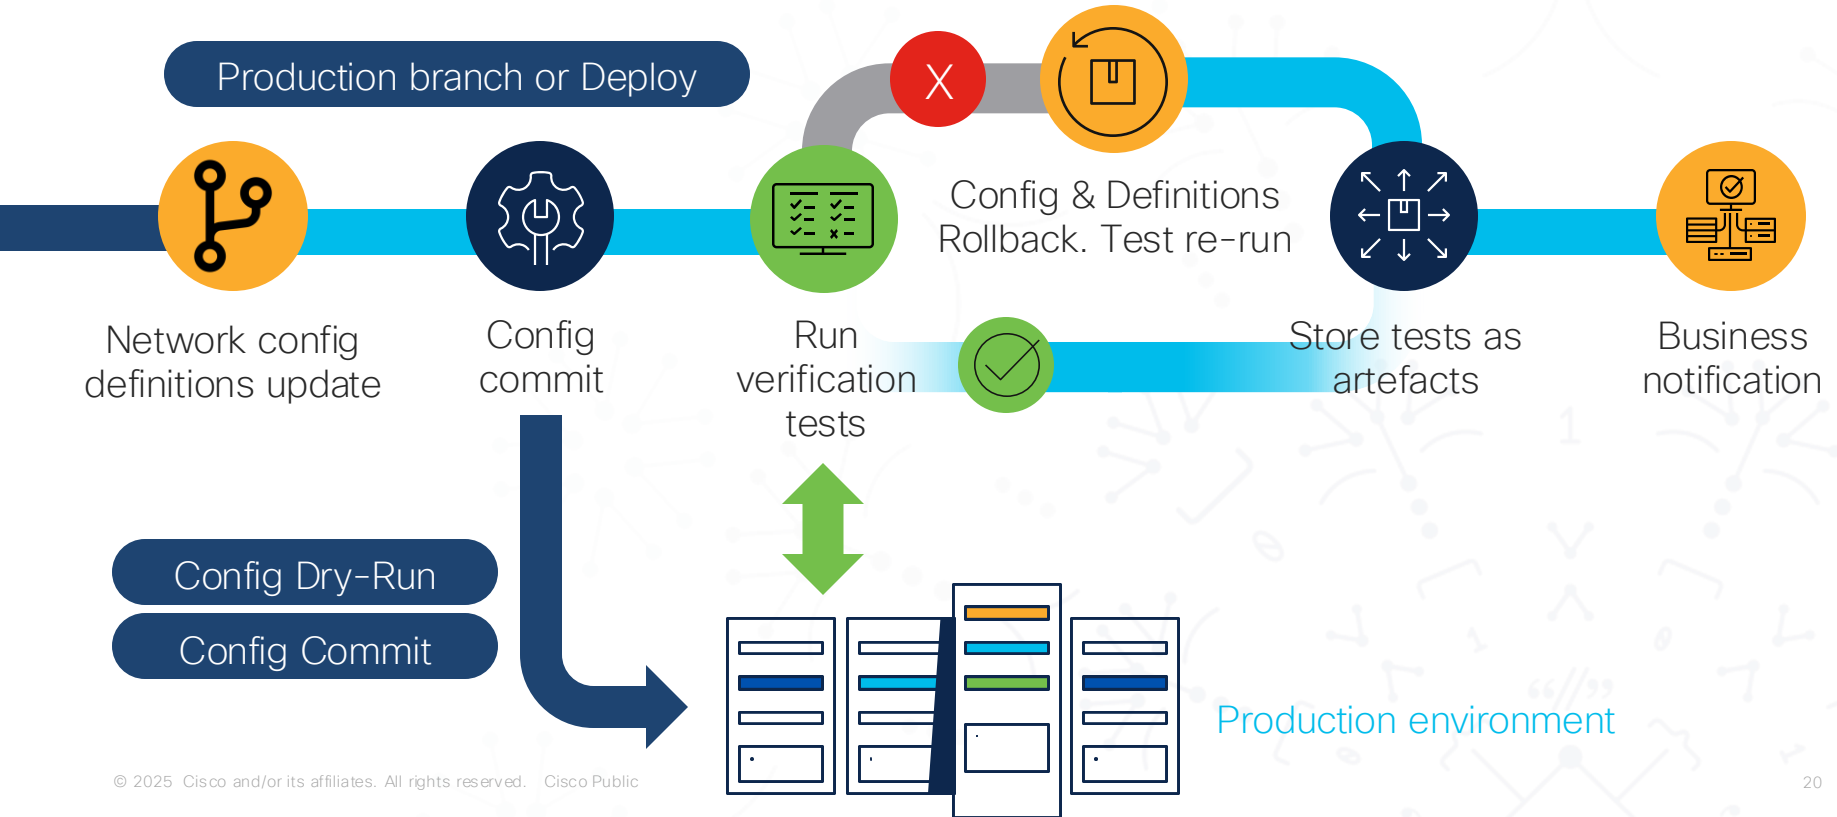 Production branch or Deploy
X
Config & Definitions
Rollback. Test re-run
Network config
definitions update
Config
commit
Run
verification
tests
Store tests as
artefacts
Business
notification
Config Dry-Run
Config Commit
Production environment
© 2025 Cisco and/or its affiliates. All rights reserved. Cisco Public
20